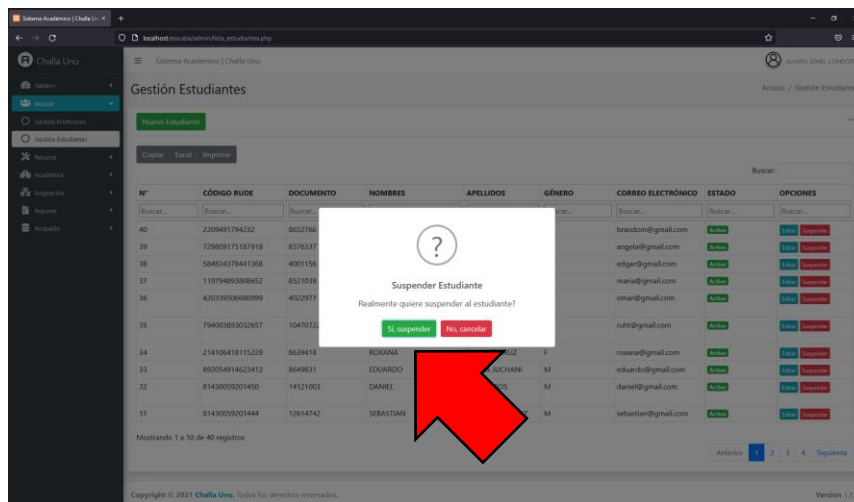 Sistema Académico | Challa Un
localhost/escuela/admin/lista_estudiantes.php
Challa Unu
Sistema Académico | Challa Unu
ALVARO JOHEL CONDOR
Tablero
Acceso
Gestión Profesores
Gestión Estudiantes
Recurso
Académico
Asignación
Reporte
Respaldo
Gestión Estudiantes
Acceso / Gestión Estudiante
Nuevo Estudiante
Copiar Excel Imprimir
Buscar:
N° CÓDIGO RUDE DOCUMENTO NOMBRES APELLIDOS GÉNERO CORREO ELECTRÓNICO ESTADO OPCIONES
Buscar... Buscar... Buscar... Buscar... Buscar... Buscar...
40 2209491794232 8652766 brandom@gmail.com Activo Editar Suspender
39 729809175187918 8576337 angela@gmail.com Activo Editar Suspender
38 584834378441368 4001156 edgar@gmail.com Activo Editar Suspender
37 119794893808652 8521038 maria@gmail.com Activo Editar Suspender
36 420339506680999 4022977 omar@gmail.com Activo Editar Suspender
35 794003893032657 1047072 ruht@gmail.com Activo Editar Suspender
34 214106418115229 8639418 ROXANA F roxana@gmail.com Activo Editar Suspender
33 892054914623412 8649831 EDUARDO JUCHANI M eduardo@gmail.com Activo Editar Suspender
32 81430059201450 14121003 DANIEL M daniel@gmail.com Activo Editar Suspender
31 81430059201444 12614742 SEBASTIAN M sebastian@gmail.com Activo Editar Suspender
?
Suspender Estudiante
Realmente quiere suspender al estudiante?
Sí, suspender No, cancelar
Mostrando 1 a 10 de 40 registros
Anterior 1 2 3 4 Siguiente
Copyright © 2021 Challa Unu. Todos los derechos reservados.
Version